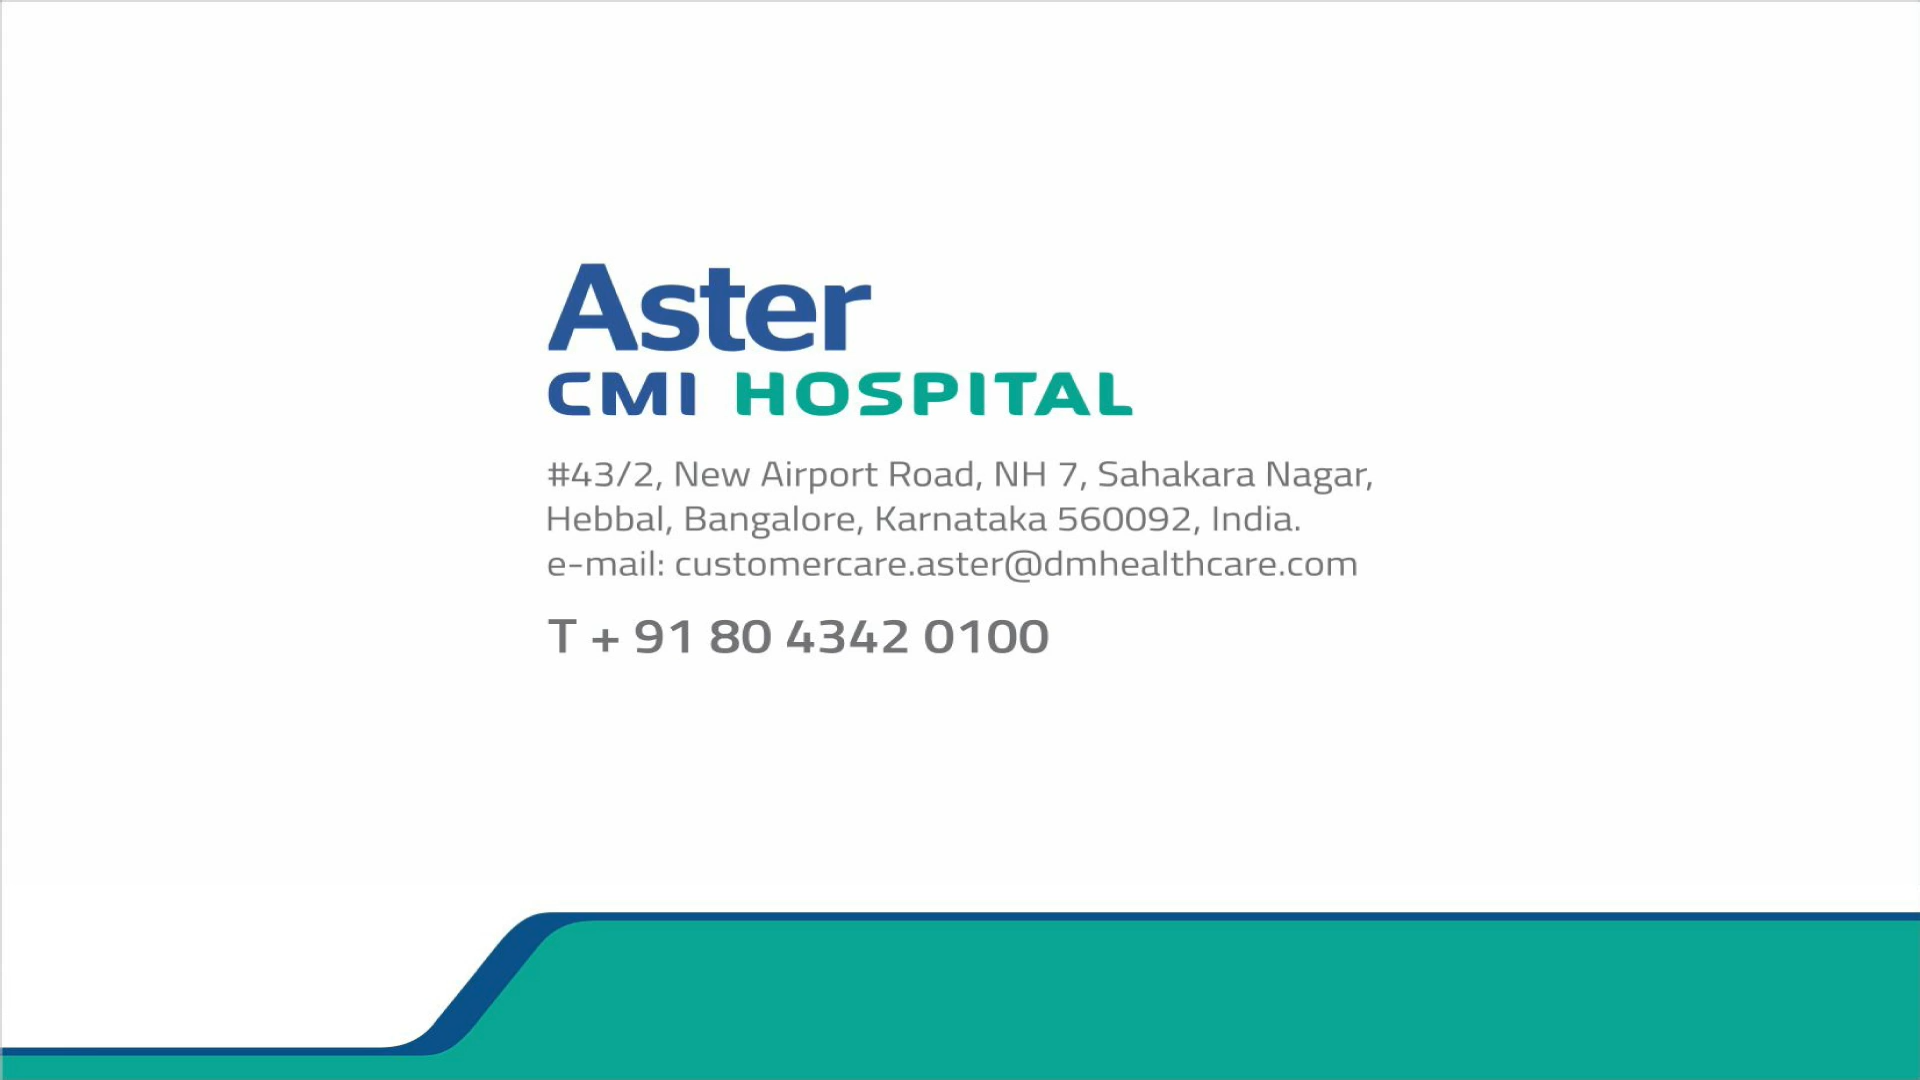 Aster
CMI HOSPITAL
#43/2, New Airport Road, NH 7, Sahakara Nagar,
Hebbal, Bangalore, Karnataka 560092, India.
e-mail: customercare.aster@dmhealthcare.com
T + 91 80 4342 0100